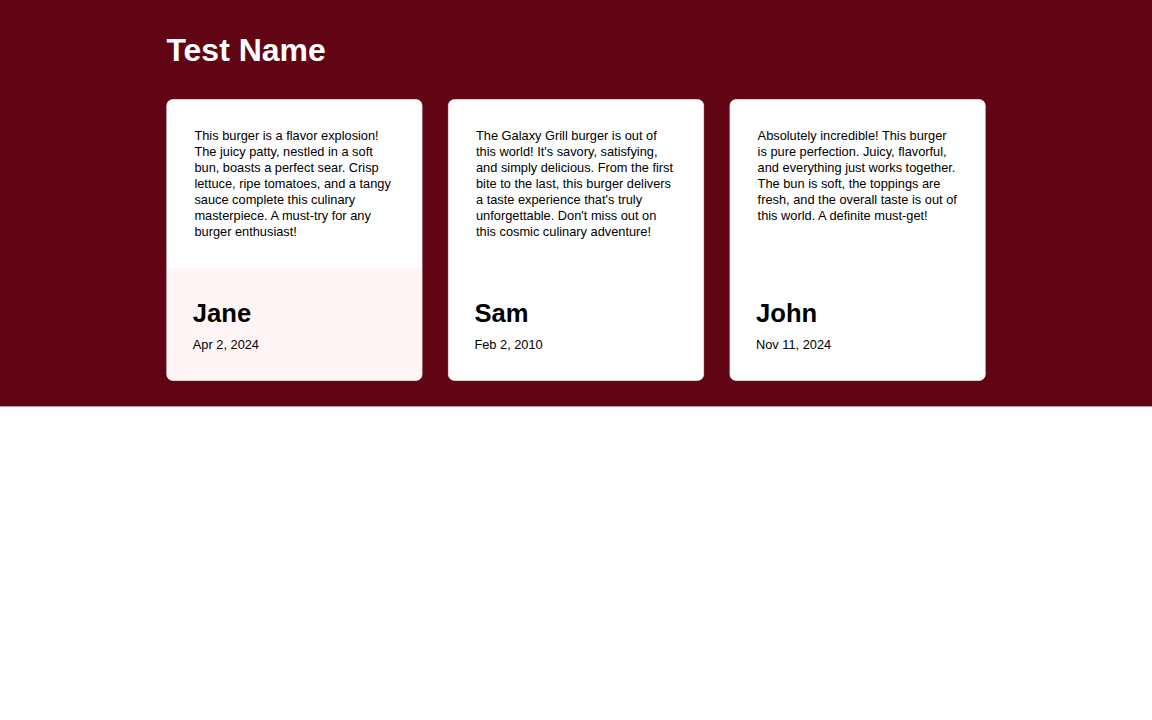 Test Name
This burger is a flavor explosion!
The juicy patty, nestled in a soft
bun, boasts a perfect sear. Crisp
lettuce, ripe tomatoes, and a tangy
sauce complete this culinary
masterpiece. A must-try for any
burger enthusiast!
Jane
Apr 2, 2024
The Galaxy Grill burger is out of
this world! It's savory, satisfying,
and simply delicious. From the first
bite to the last, this burger delivers
a taste experience that's truly
unforgettable. Don't miss out on
this cosmic culinary adventure!
Sam
Feb 2, 2010
Absolutely incredible! This burger
is pure perfection. Juicy, flavorful,
and everything just works together.
The bun is soft, the toppings are
fresh, and the overall taste is out of
this world. A definite must-get!
John
Nov 11, 2024